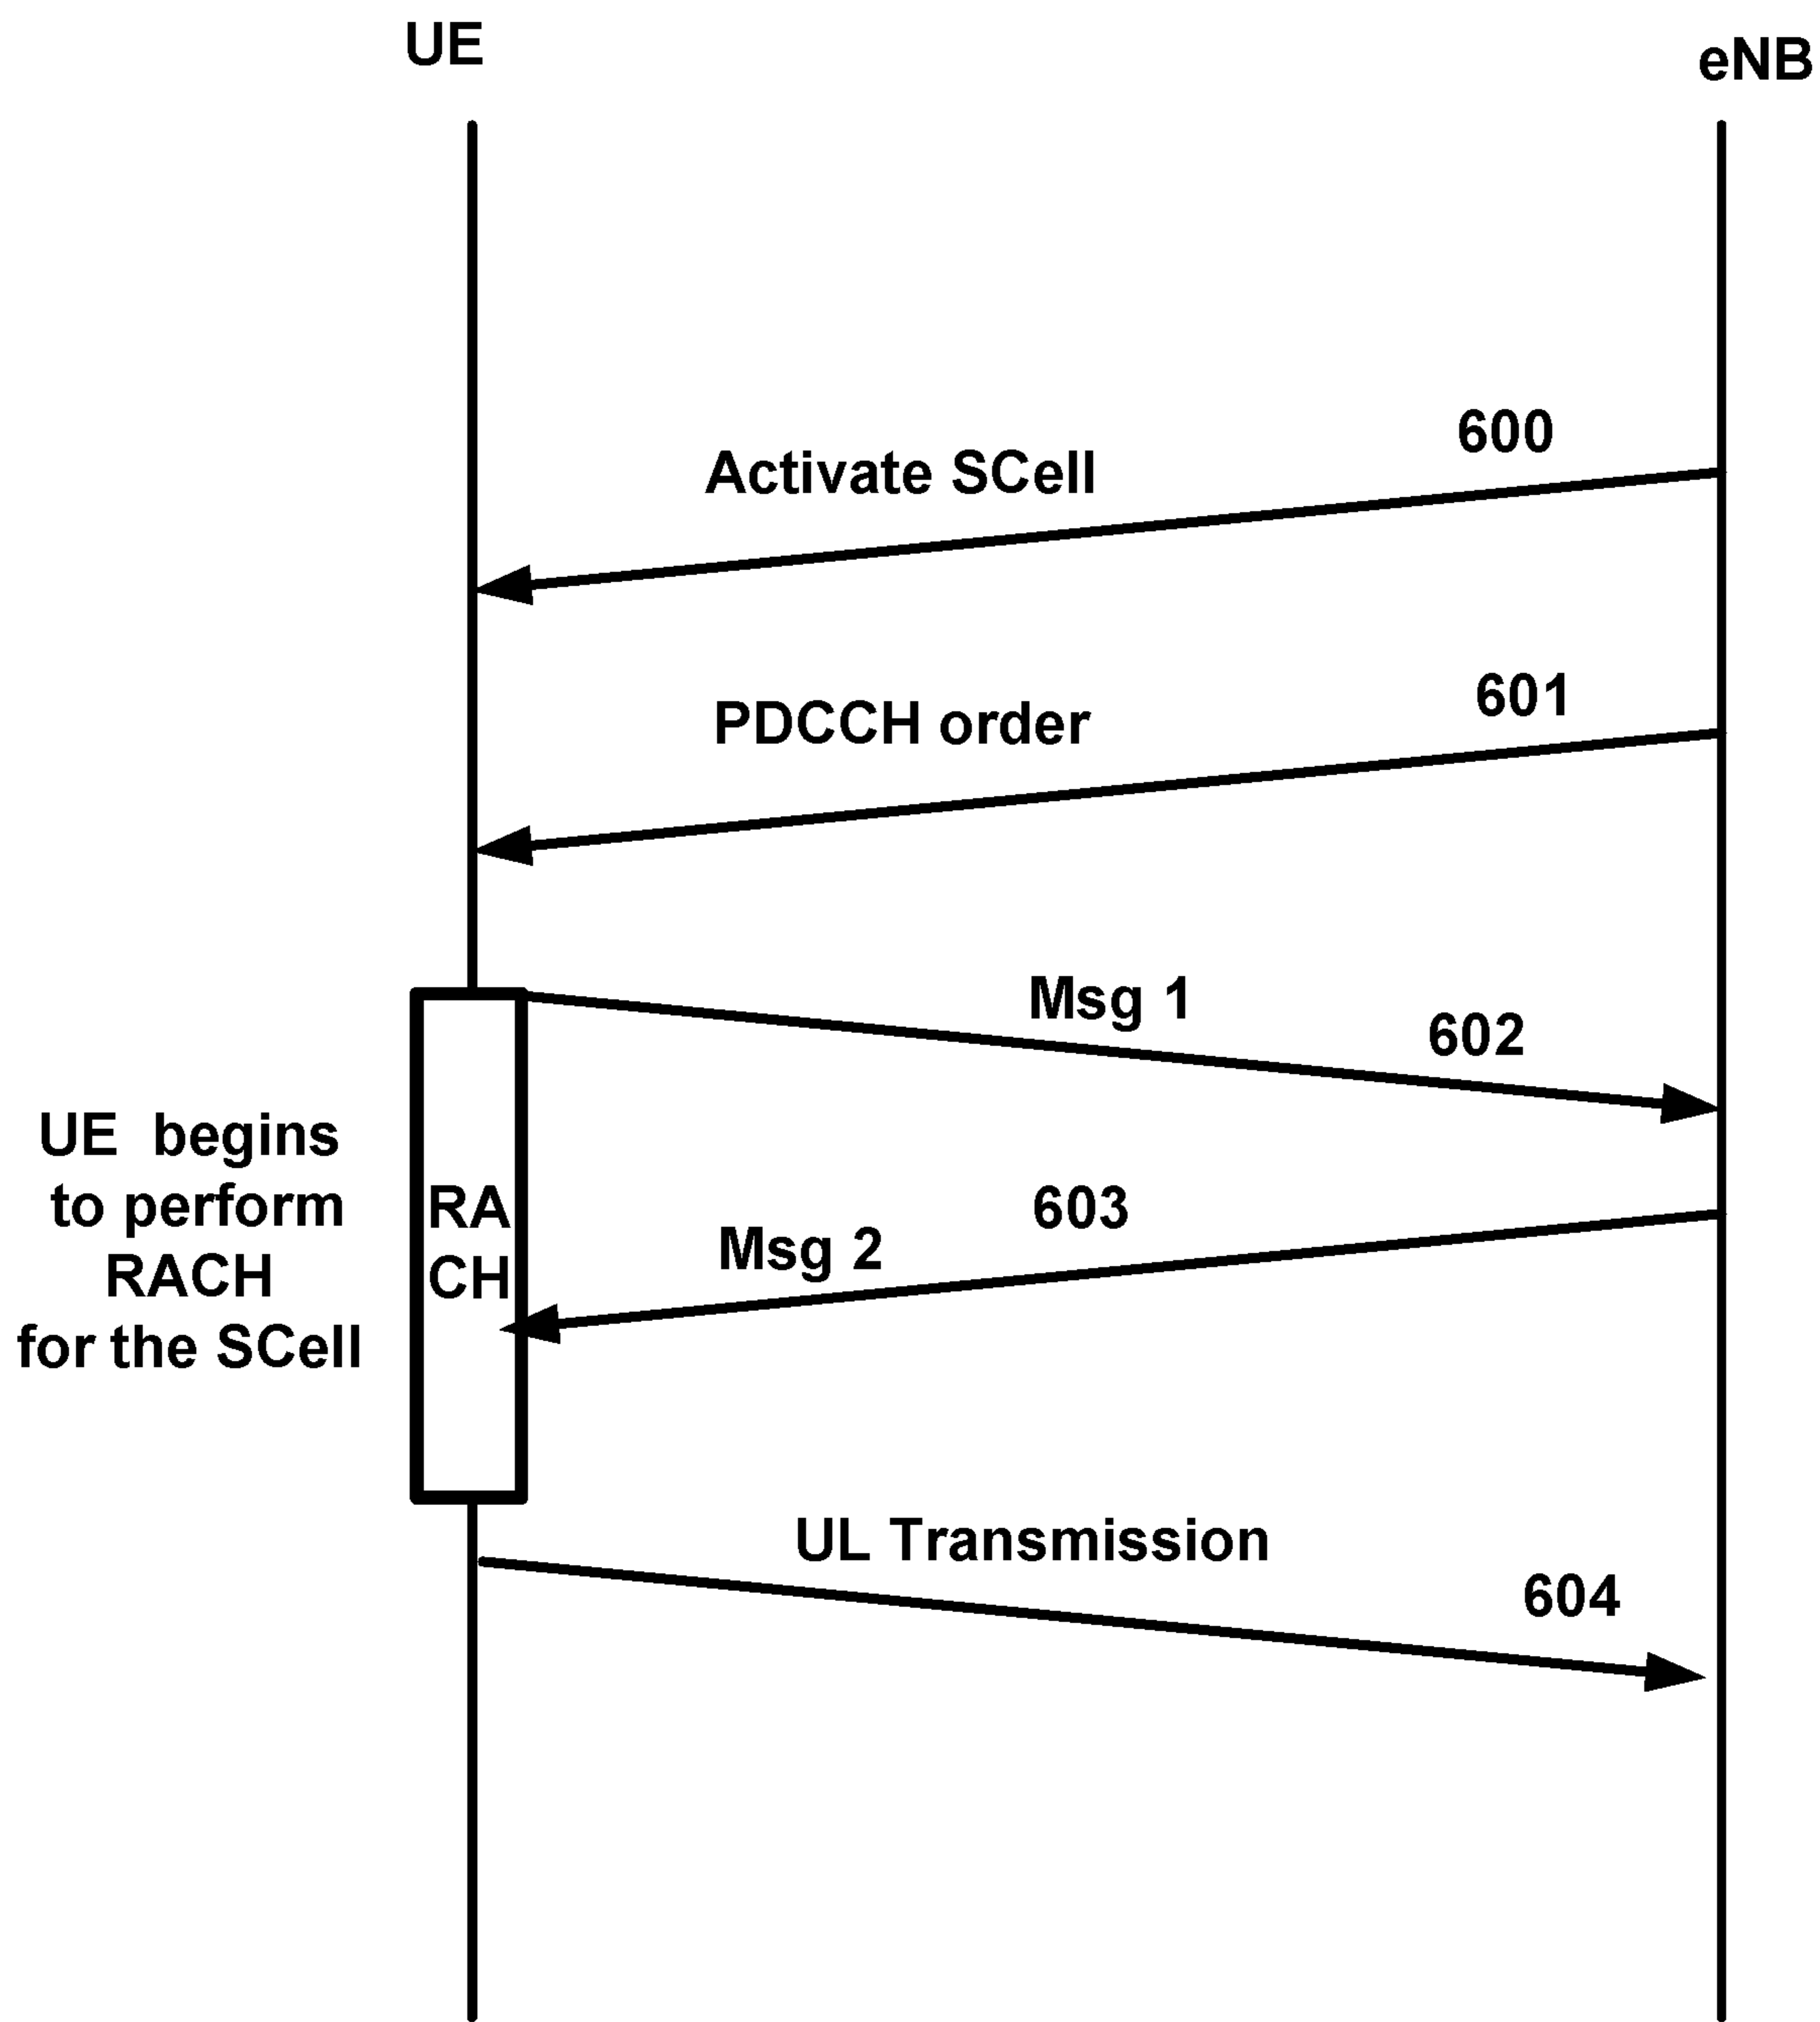 UE
eNB
600
Activate SCell
601
PDCCH order
Msg 1
602
UE begins
to perform
RACH
for the SCell
RA
CH
603
Msg 2
UL Transmission
604